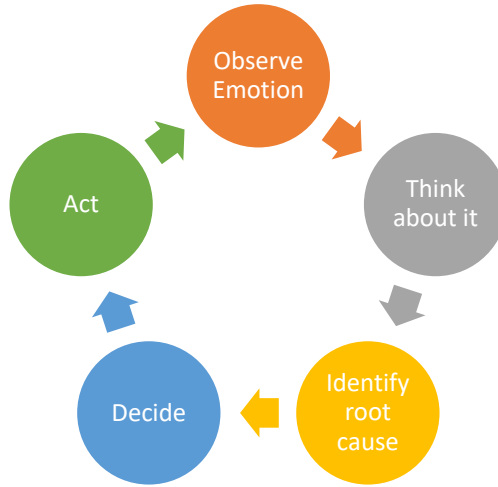 Observe
Emotion
Think
about it
Identify
root
cause
Decide
Act